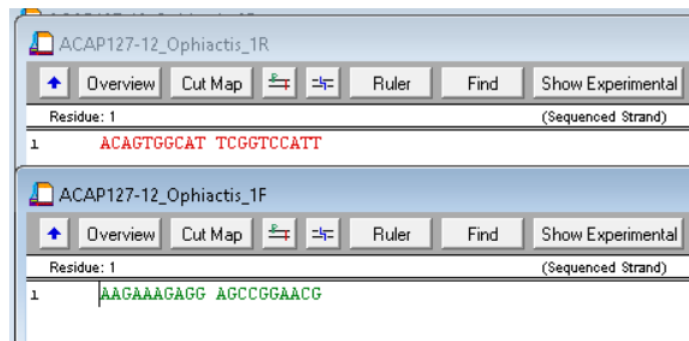 ACAP127-12_Ophiactis_1R
Overview Cut Map Ruler Find Show Experimental
Residue: 1 (Sequenced Strand)
1 ACAGTGGCAT TCGGTCCATT
ACAP127-12_Ophiactis_1F
Overview Cut Map Ruler Find Show Experimental
Residue: 1 (Sequenced Strand)
1 AAGAAAGAGG AGCCGGAACG